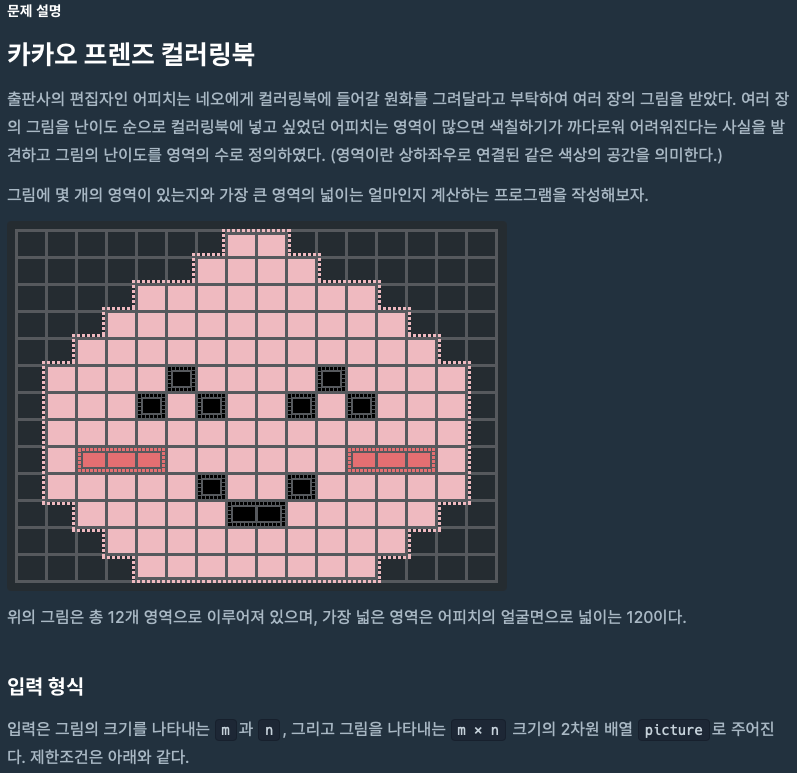 문제 설명
카카오 프렌즈 컬러링북
출판사의 편집자인 어피치는 네오에게 컬러링북에 들어갈 원화를 그려달라고 부탁하여 여러 장의 그림을 받았다. 여러 장
의 그림을 난이도 순으로 컬러링북에 넣고 싶었던 어피치는 영역이 많으면 색칠하기가 까다로워 어려워진다는 사실을 발
견하고 그림의 난이도를 영역의 수로 정의하였다. (영역이란 상하좌우로 연결된 같은 색상의 공간을 의미한다.)
그림에 몇 개의 영역이 있는지와 가장 큰 영역의 넓이는 얼마인지 계산하는 프로그램을 작성해보자.
위의 그림은 총 12개 영역으로 이루어져 있으며, 가장 넓은 영역은 어피치의 얼굴면으로 넓이는 120이다.
입력 형식
입력은 그림의 크기를 나타내는 m 과 n , 그리고 그림을 나타내는 m × n 크기의 2차원 배열 picture 로 주어진
다. 제한조건은 아래와 같다.